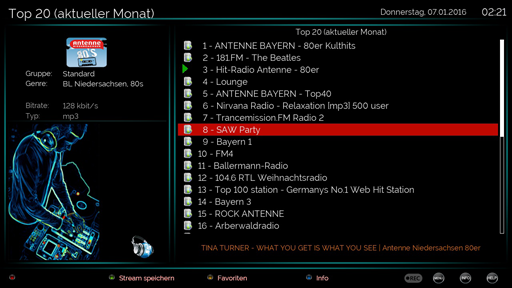 Top 20 (aktueller Monat)
Donnerstag, 07.01.2016
02:21
antenne
80'S
Gruppe: Standard
Genre: BL Niedersachsen, 80s
Bitrate: 128 kbit/s
Typ: mp3
Top 20 (aktueller Monat)
1 - ANTENNE BAYERN - 80er Kulthits
2 - 181.FM - The Beatles
3 - Hit-Radio Antenne - 80er
4 - Lounge
5 - ANTENNE BAYERN - Top40
6 - Nirvana Radio - Relaxation [mp3] 500 user
7 - Trancemission.FM Radio 2
8 - SAW Party
9 - Bayern 1
10 - FM4
11 - Ballermann-Radio
12 - 104.6 RTL Weihnachtsradio
13 - Top 100 station - Germanys No.1 Web Hit Station
14 - Bayern 3
15 - ROCK ANTENNE
16 - Arberwaldradio
TINA TURNER - WHAT YOU GET IS WHAT YOU SEE | Antenne Niedersachsen 80er
Stream speichern
Favoriten
Info
REC
MENU
INFO
HELP